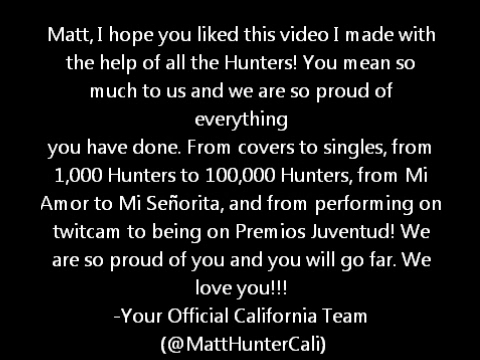 Matt, I hope you liked this video I made with
the help of all the Hunters! You mean so
much to us and we are so proud of
everything
you have done. From covers to singles, from
1,000 Hunters to 100,000 Hunters, from Mi
Amor to Mi Señorita, and from performing on
twitcam to being on Premios Juventud! We
are so proud of you and you will go far. We
love you!!!
-Your Official California Team
(@MattHunterCali)